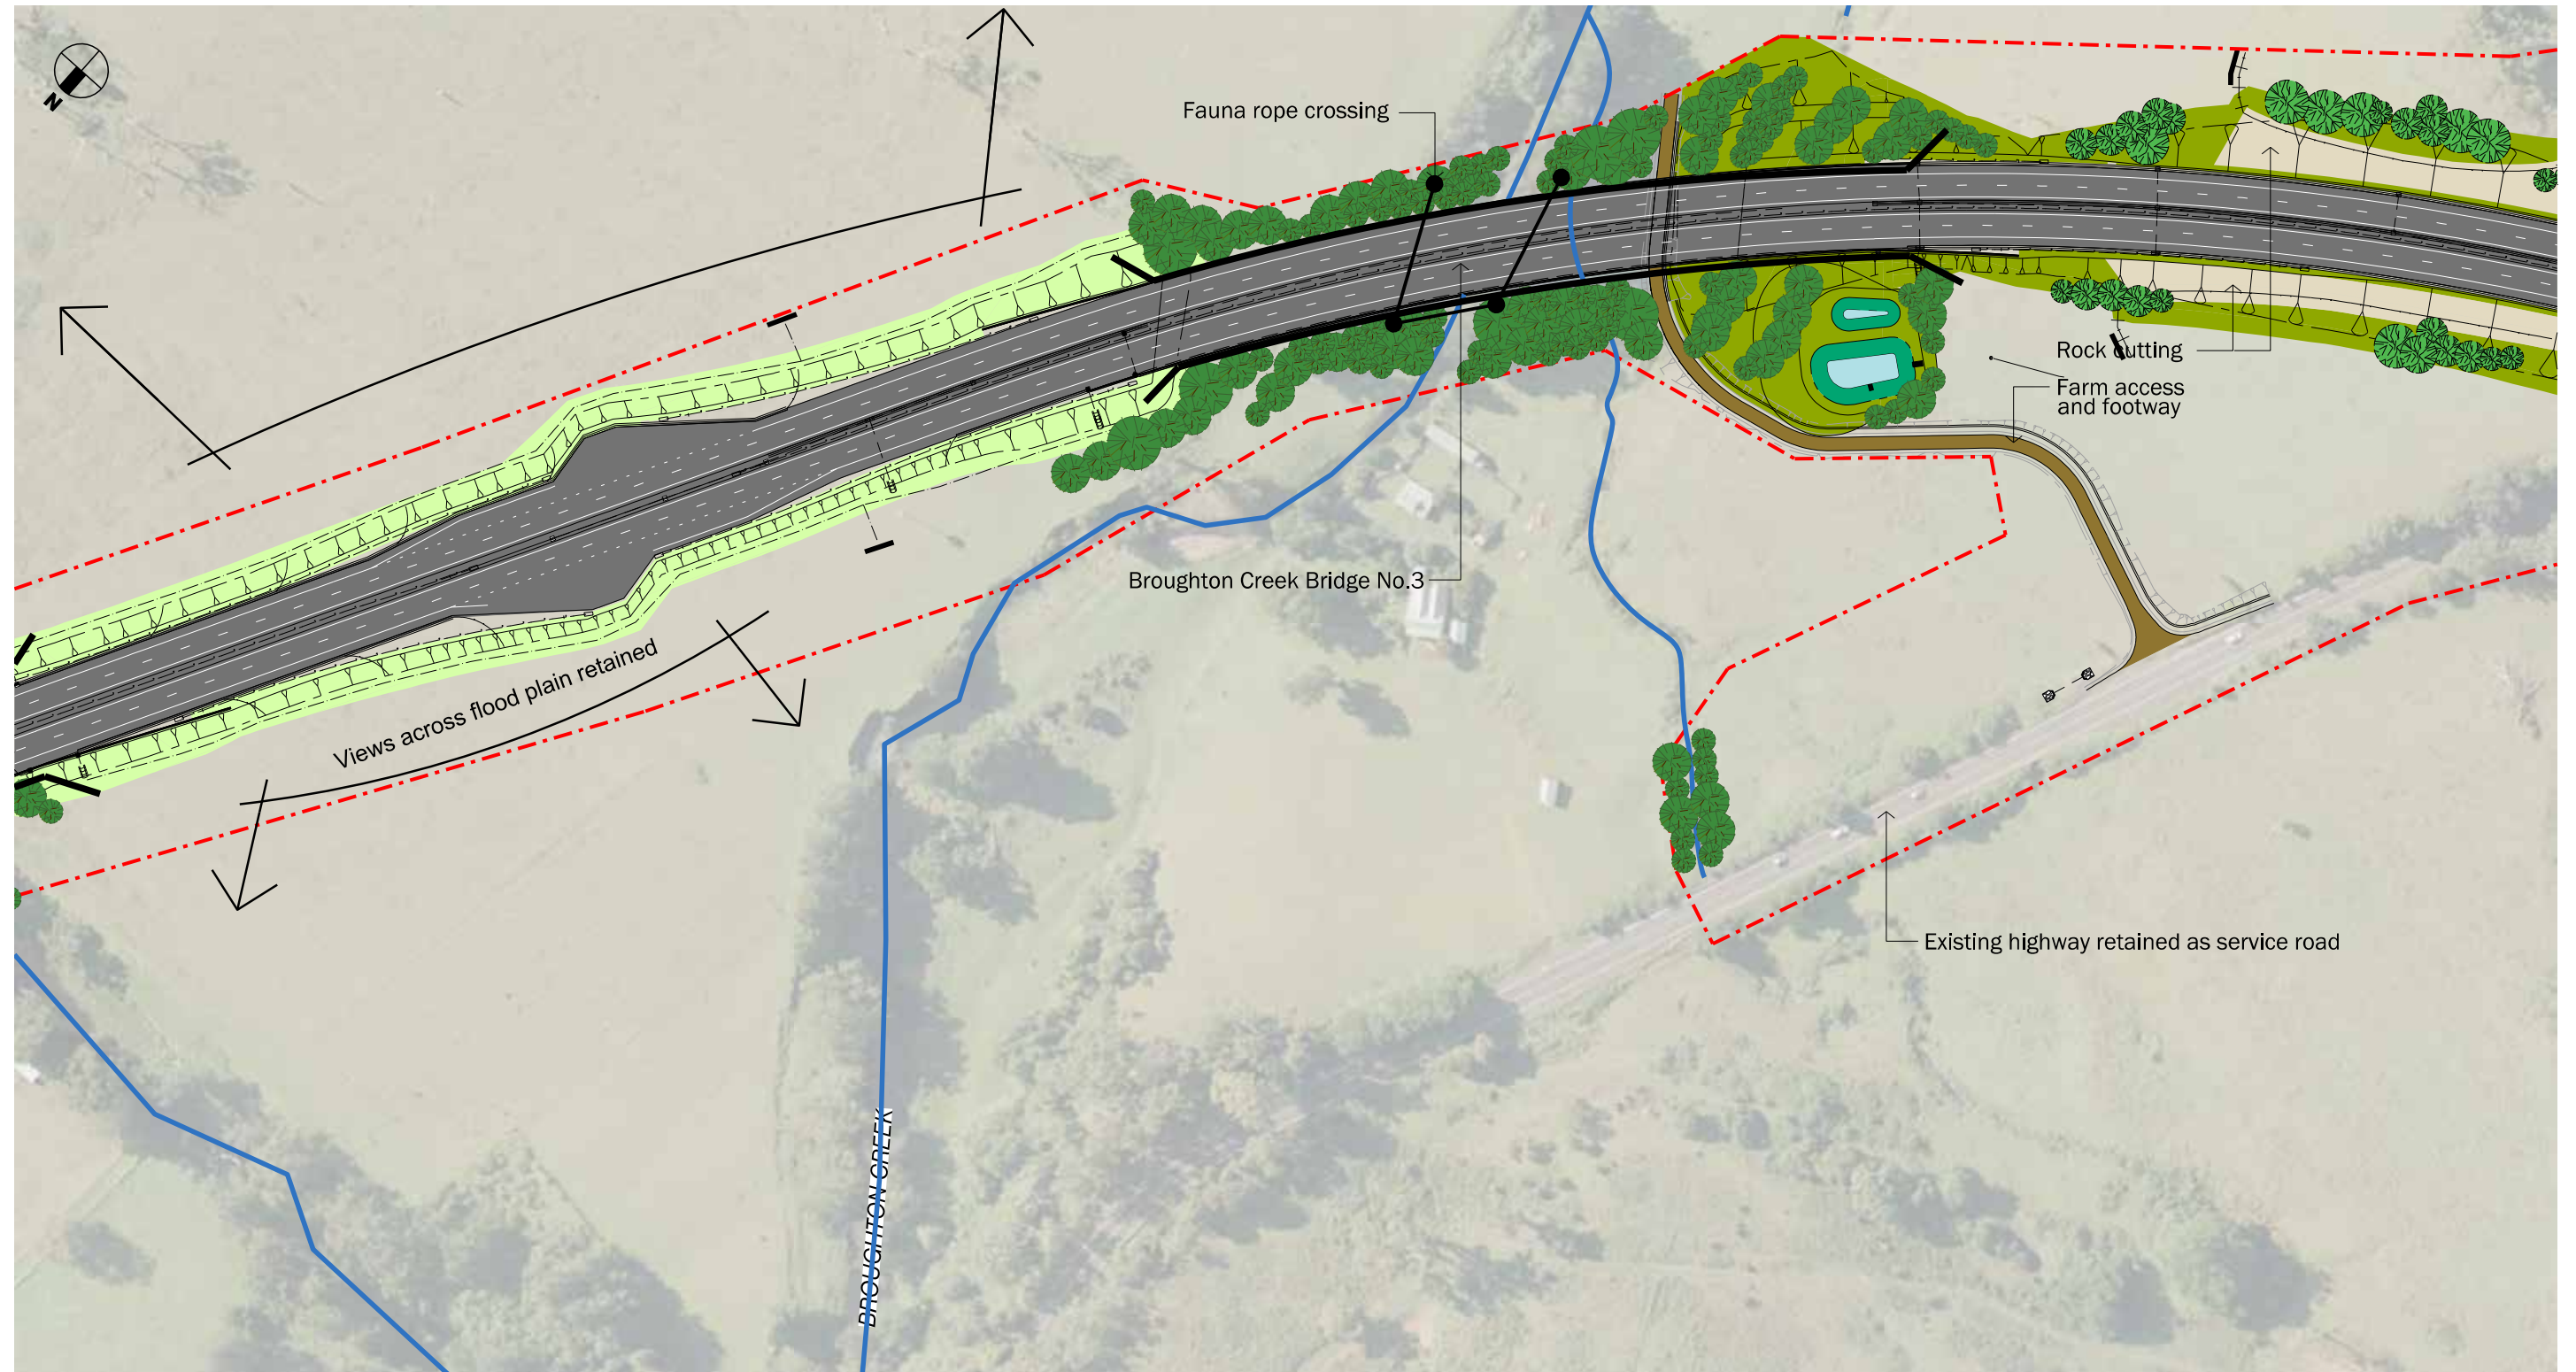 N
Fauna rope crossing
Rock cutting
Farm access
and footway
Broughton Creek Bridge No.3
Views across flood plain retained
Existing highway retained as service road
BROUGHTON CREEK